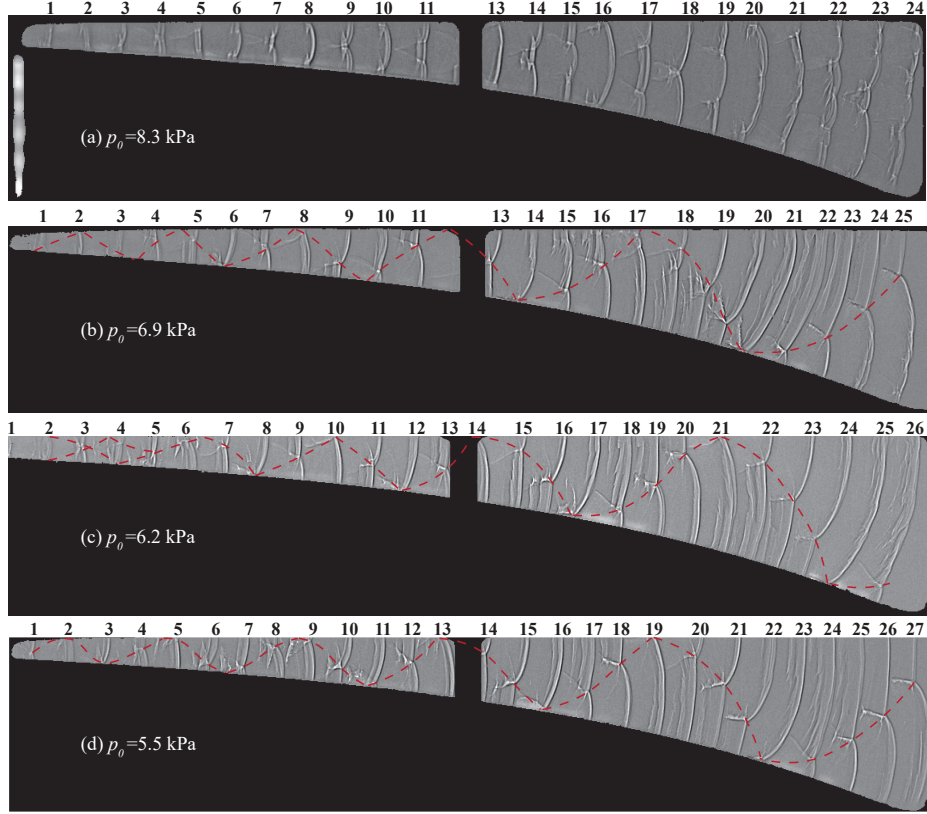 1 2 3 4 5 6 7 8 9 10 11 13 14 15 16 17 18 19 20 21 22 23 24
(a) p0=8.3 kPa
1 2 3 4 5 6 7 8 9 10 11 13 14 15 16 17 18 19 20 21 22 23 24 25
(b) p0=6.9 kPa
1 2 3 4 5 6 7 8 9 10 11 12 13 14 15 16 17 18 19 20 21 22 23 24 25 26
(c) p0=6.2 kPa
1 2 3 4 5 6 7 8 9 10 11 12 13 14 15 16 17 18 19 20 21 22 23 24 25 26 27
(d) p0=5.5 kPa